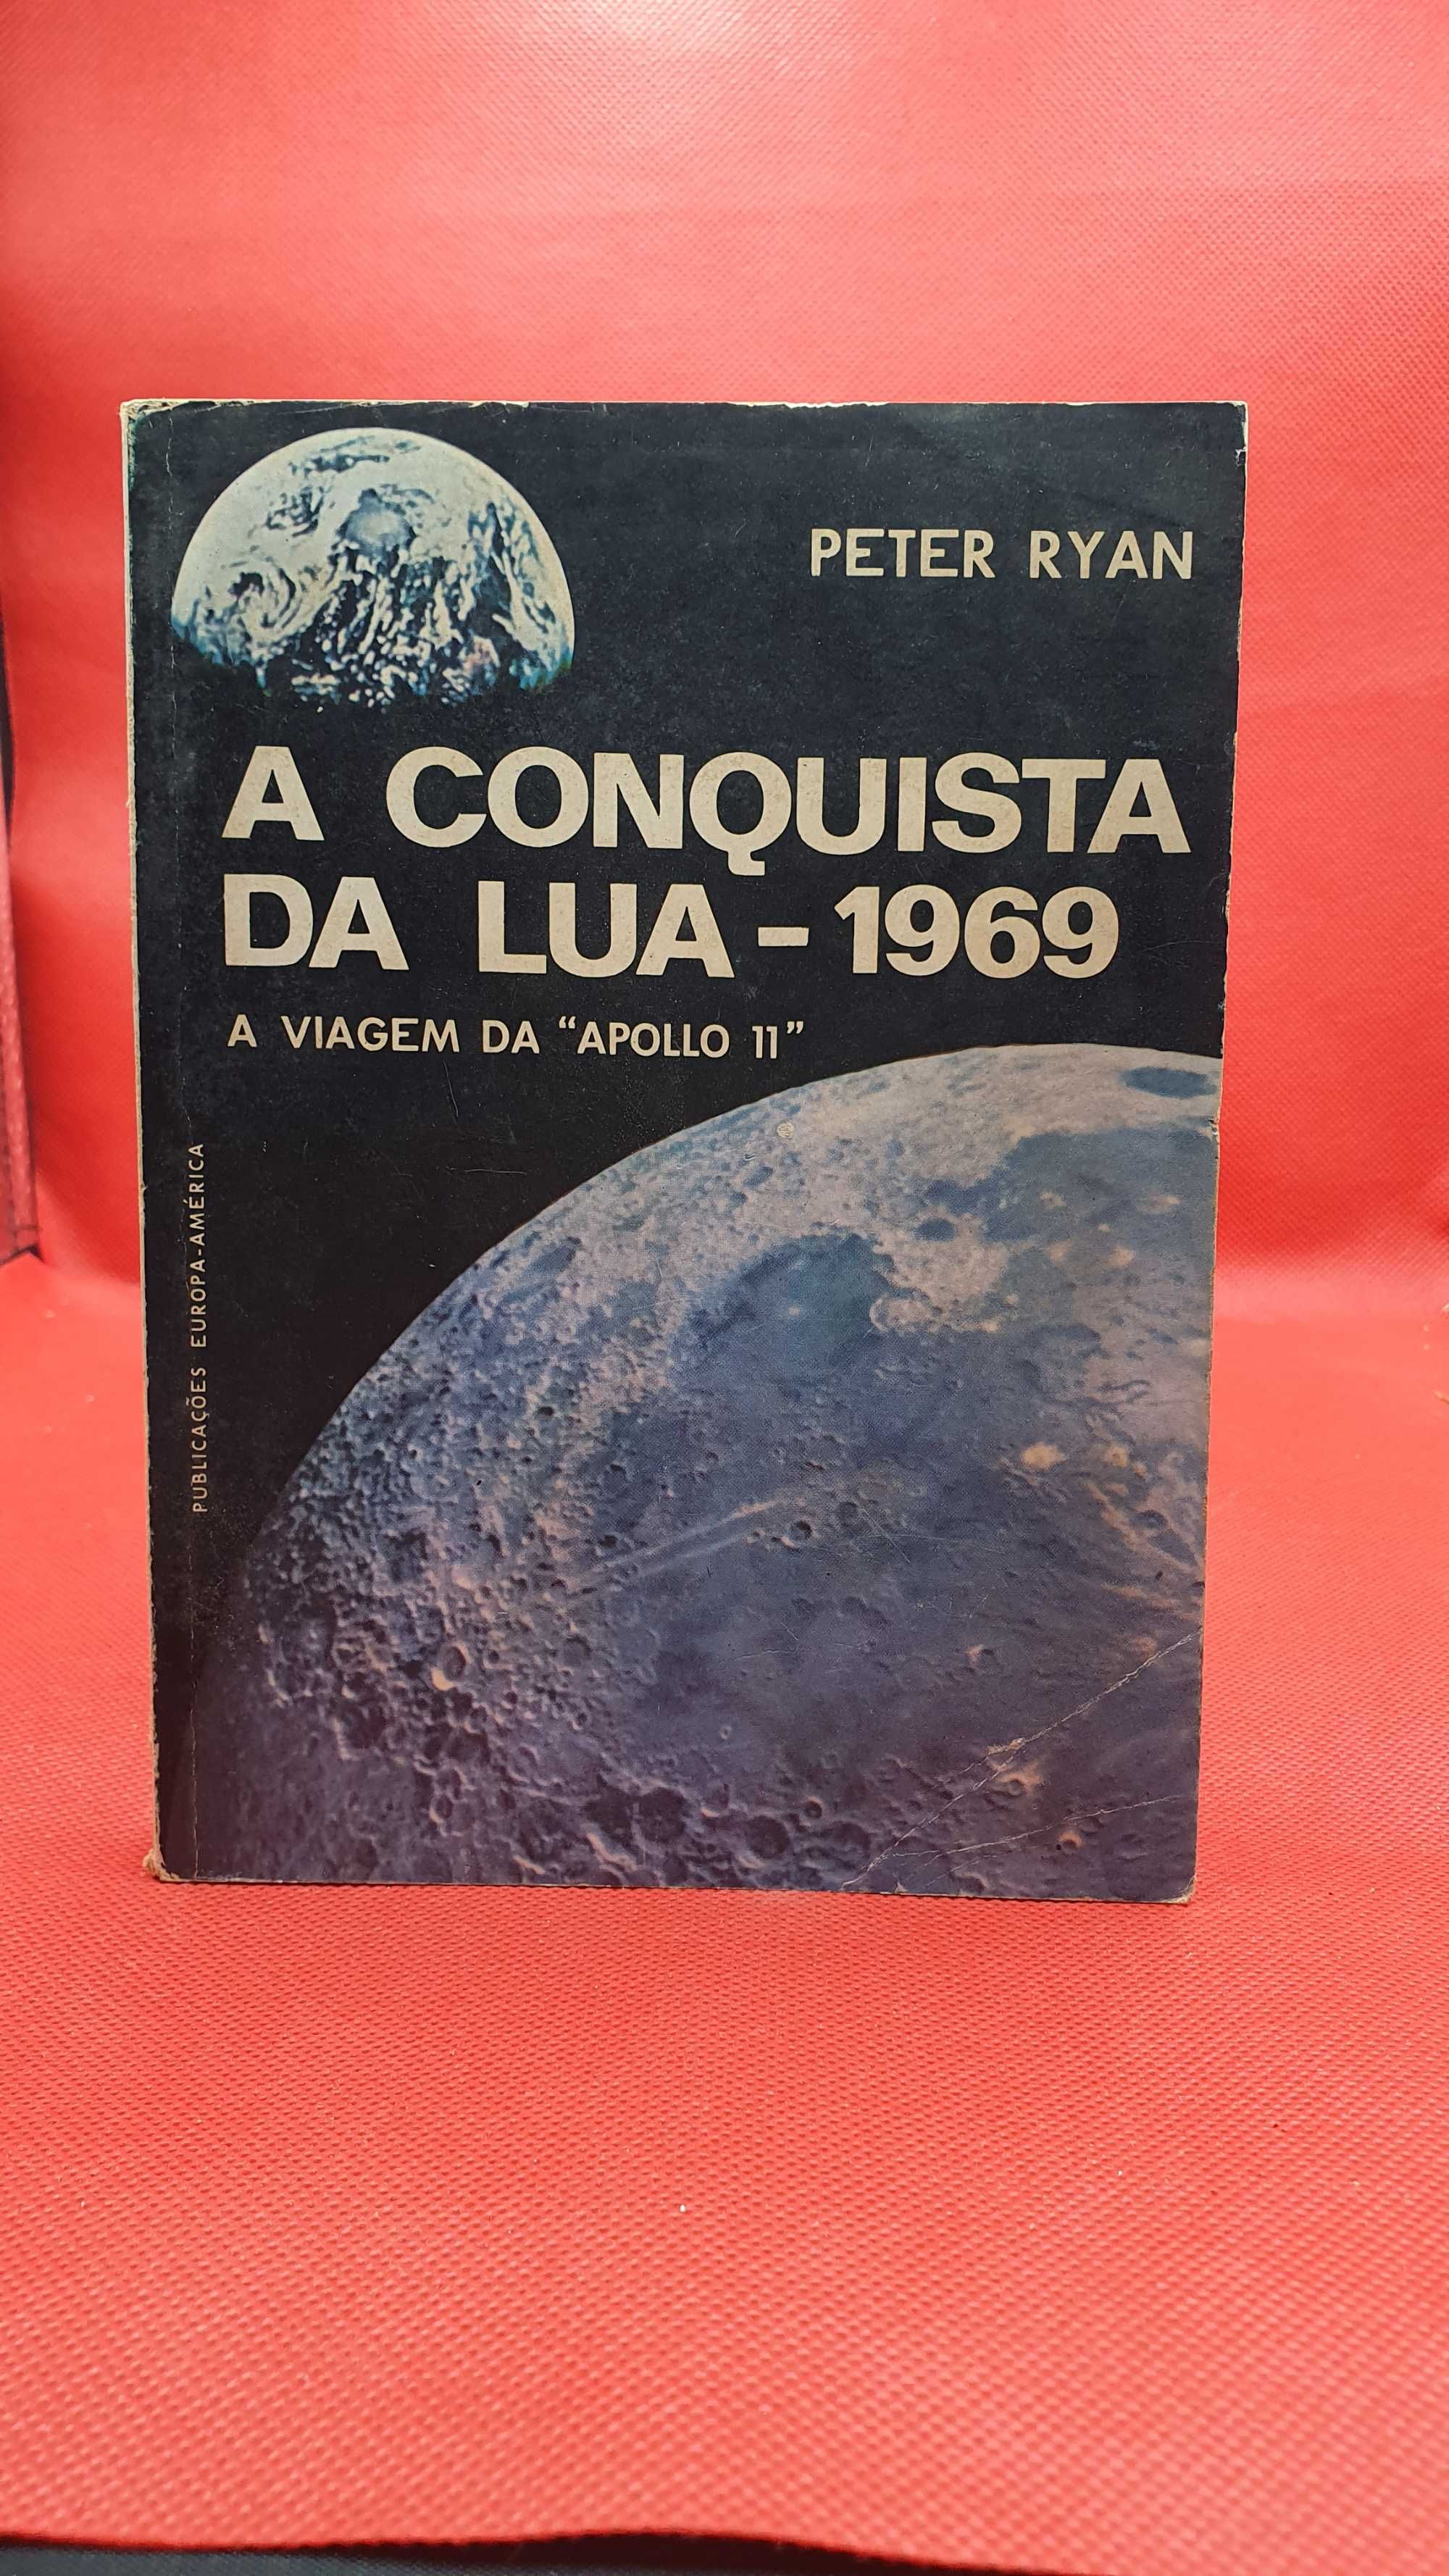 PETER RYAN
A CONQUISTA
DA LUA - 1969
A VIAGEM DA “APOLLO 11”
PUBLICAÇÕES EUROPA-AMÉRICA